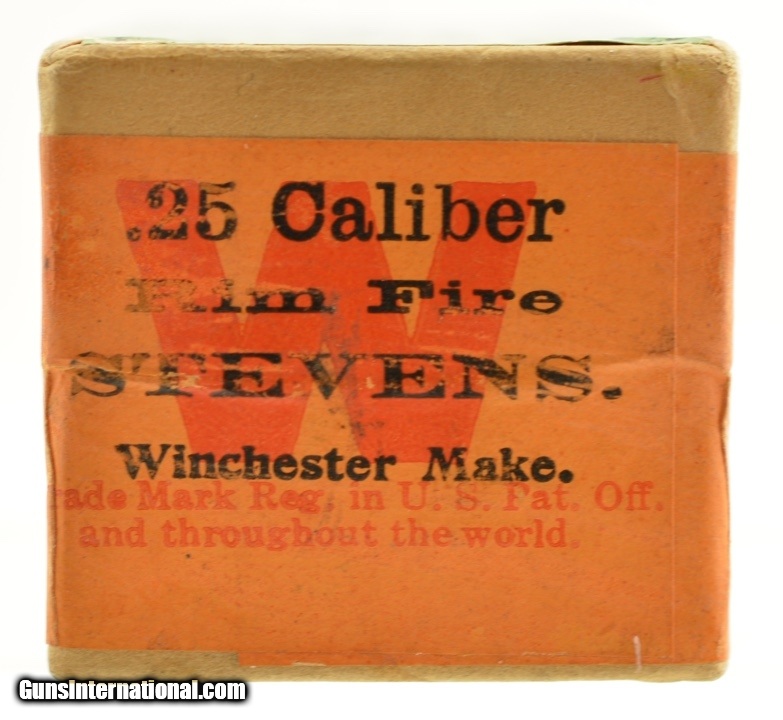 .25 Caliber
Rim Fire
STEVENS.
W
Winchester Make.
rade Mark Reg. in U. S. Pat. Off.
and throughout the world.
GunsInternational.com